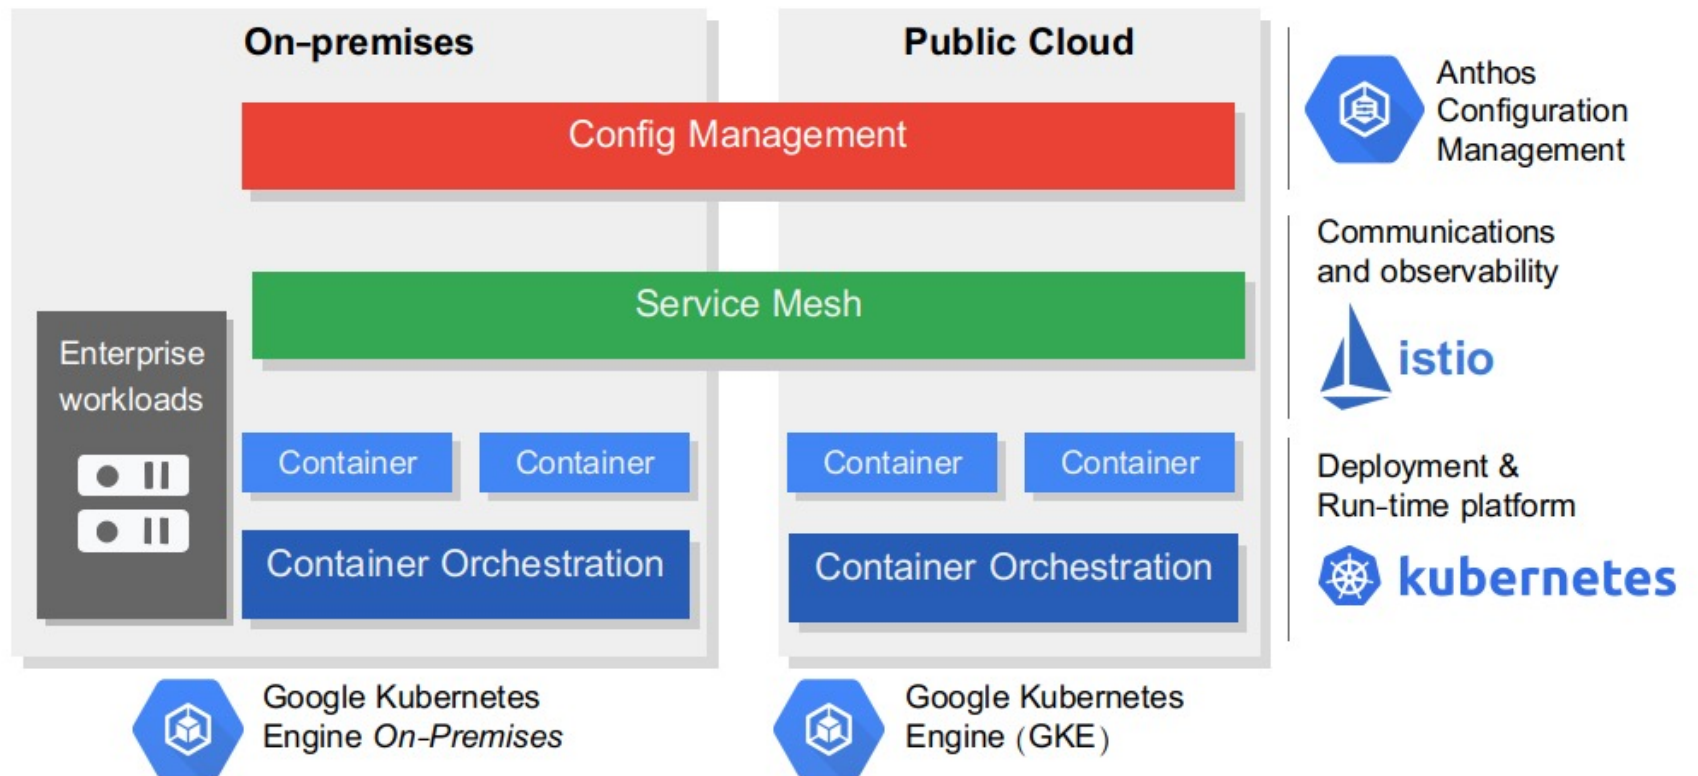 On-premises
Public Cloud
Config Management
Anthos
Configuration
Management
Service Mesh
Communications
and observability
istio
Enterprise
workloads
Container
Container
Container
Container
Deployment &
Run-time platform
Container Orchestration
Container Orchestration
kubernetes
Google Kubernetes
Engine On-Premises
Google Kubernetes
Engine (GKE)